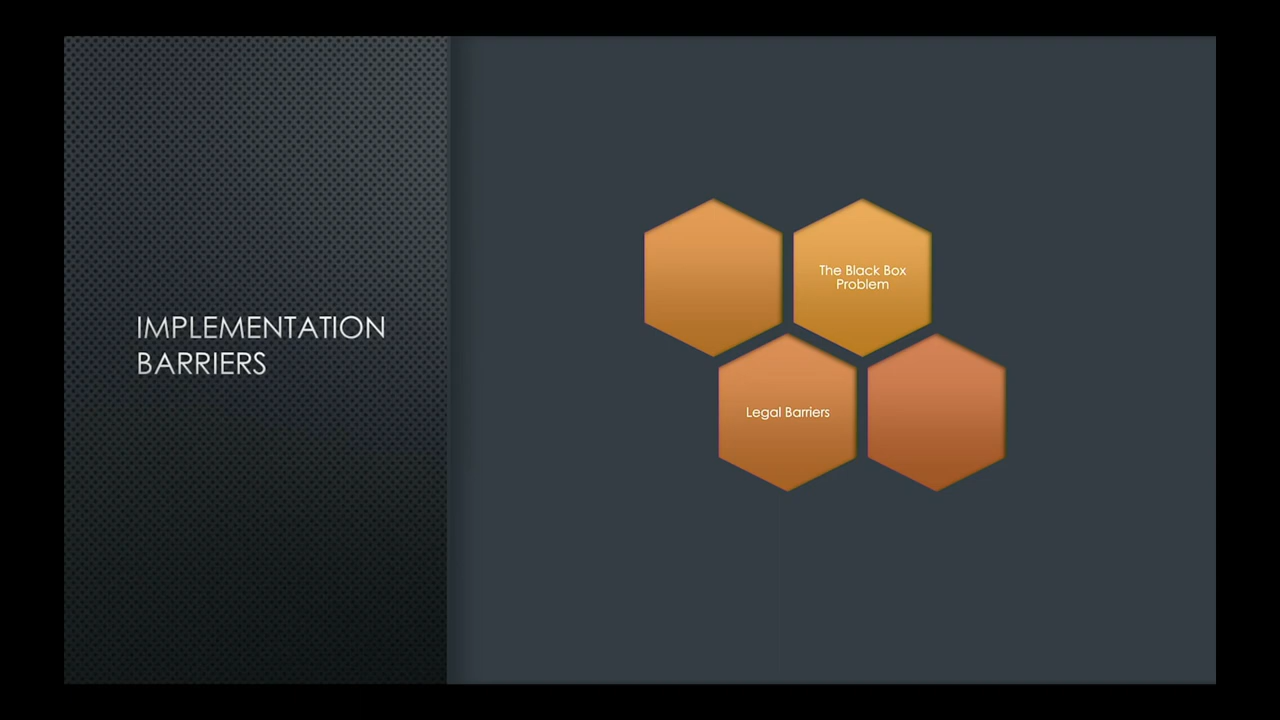 IMPLEMENTATION
BARRIERS
The Black Box
Problem
Legal Barriers